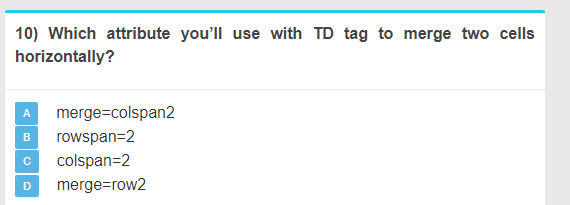 10) Which attribute you’ll use with TD tag to merge two cells
horizontally?
A merge=colspan2
B rowspan=2
C colspan=2
D merge=row2